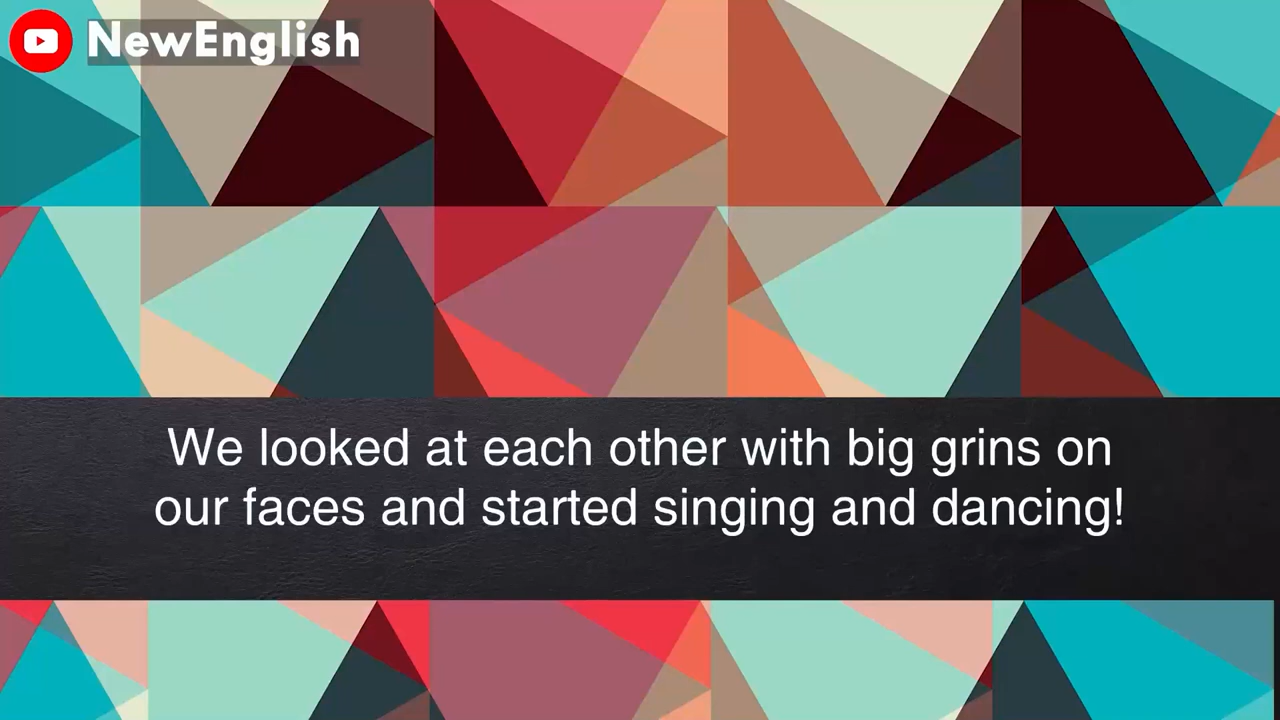 NewEnglish
We looked at each other with big grins on
our faces and started singing and dancing!